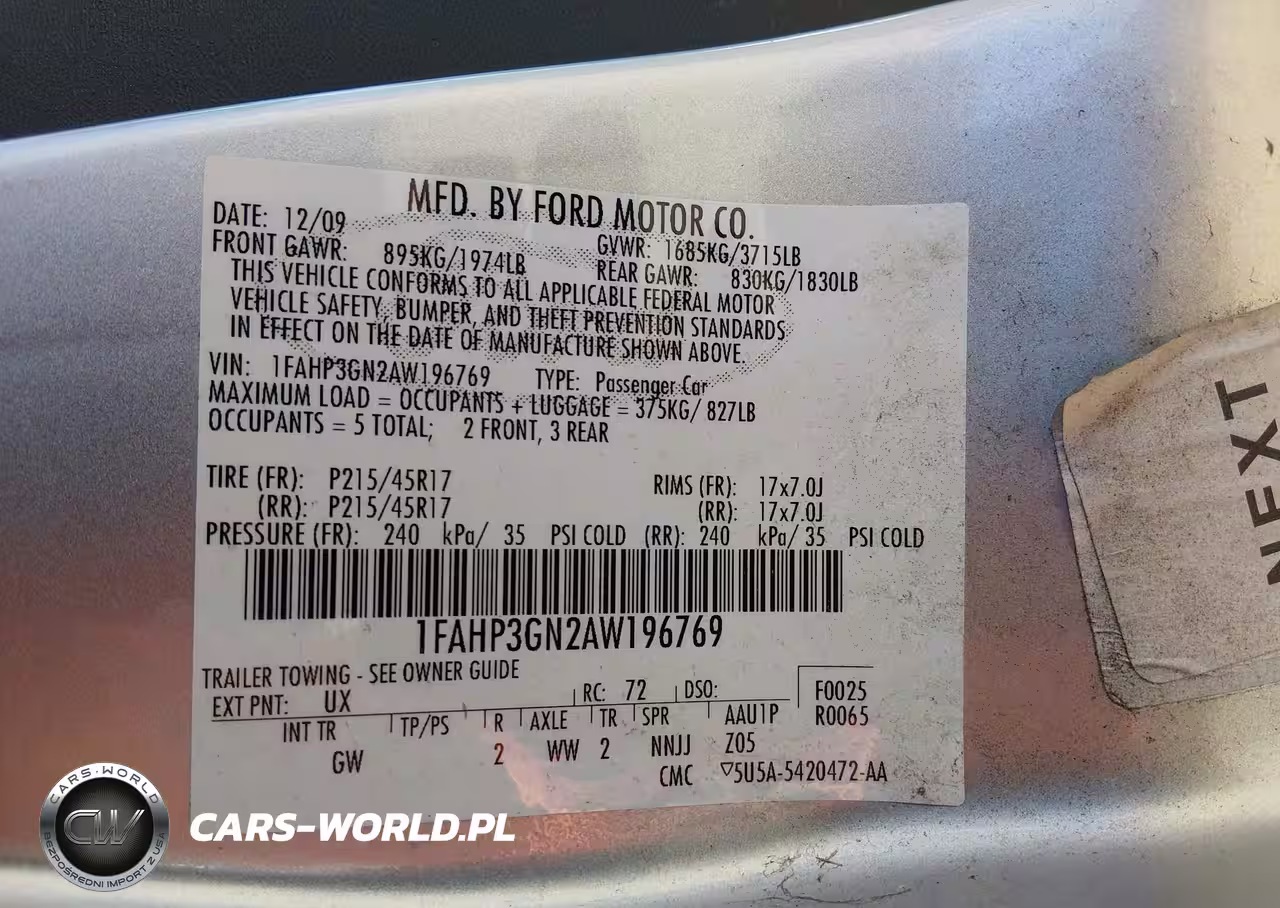 MFD. BY FORD MOTOR CO.
DATE: 12/09
GVWR: 1685KG/3715LB
FRONT GAWR: 895KG/1974LB
REAR GAWR: 830KG/1830LB
THIS VEHICLE CONFORMS TO ALL APPLICABLE FEDERAL MOTOR
VEHICLE SAFETY, BUMPER, AND THEFT PREVENTION STANDARDS
IN EFFECT ON THE DATE OF MANUFACTURE SHOWN ABOVE.
VIN: 1FAHP3GN2AW196769 TYPE: Passenger Car
MAXIMUM LOAD = OCCUPANTS + LUGGAGE = 375KG/ 827LB
OCCUPANTS = 5 TOTAL; 2 FRONT, 3 REAR
TIRE (FR): P215/45R17 RIMS (FR): 17x7.0J
(RR): P215/45R17 (RR): 17x7.0J
PRESSURE (FR): 240 kPa/ 35 PSI COLD (RR): 240 kPa/ 35 PSI COLD
1FAHP3GN2AW196769
TRAILER TOWING - SEE OWNER GUIDE
EXT PNT: UX RC: 72 DSO: F0025
INT TR TP/PS R AXLE TR SPR AAU1P R0065
GW 2 WW 2 NNJJ Z05
CMC ▽5U5A-5420472-AA
NEXT
CARS-WORLD
CW
BEZPOŚREDNI IMPORT Z USA
CARS-WORLD.PL